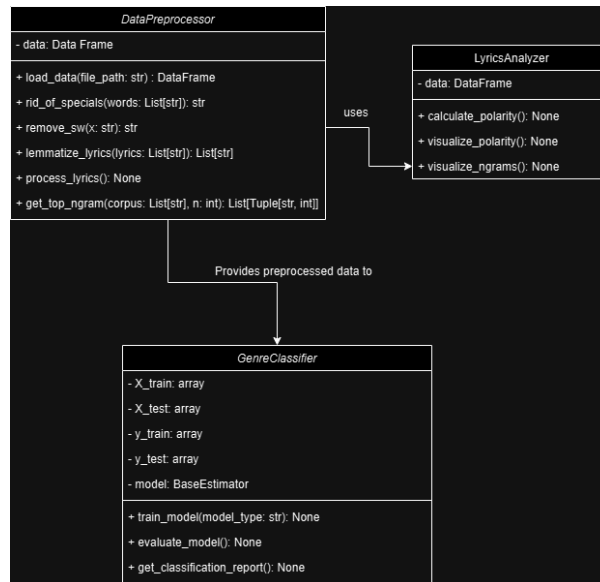 DataPreprocessor
- data: Data Frame
+ load_data(file_path: str) : DataFrame
+ rid_of_specials(words: List[str]): str
+ remove_sw(x: str): str
+ lemmatize_lyrics(lyrics: List[str]): List[str]
+ process_lyrics(): None
+ get_top_ngram(corpus: List[str], n: int): List[Tuple[str, int]]
uses
LyricsAnalyzer
- data: DataFrame
+ calculate_polarity(): None
+ visualize_polarity(): None
+ visualize_ngrams(): None
Provides preprocessed data to
GenreClassifier
- X_train: array
- X_test: array
- y_train: array
- y_test: array
- model: BaseEstimator
+ train_model(model_type: str): None
+ evaluate_model(): None
+ get_classification_report(): None